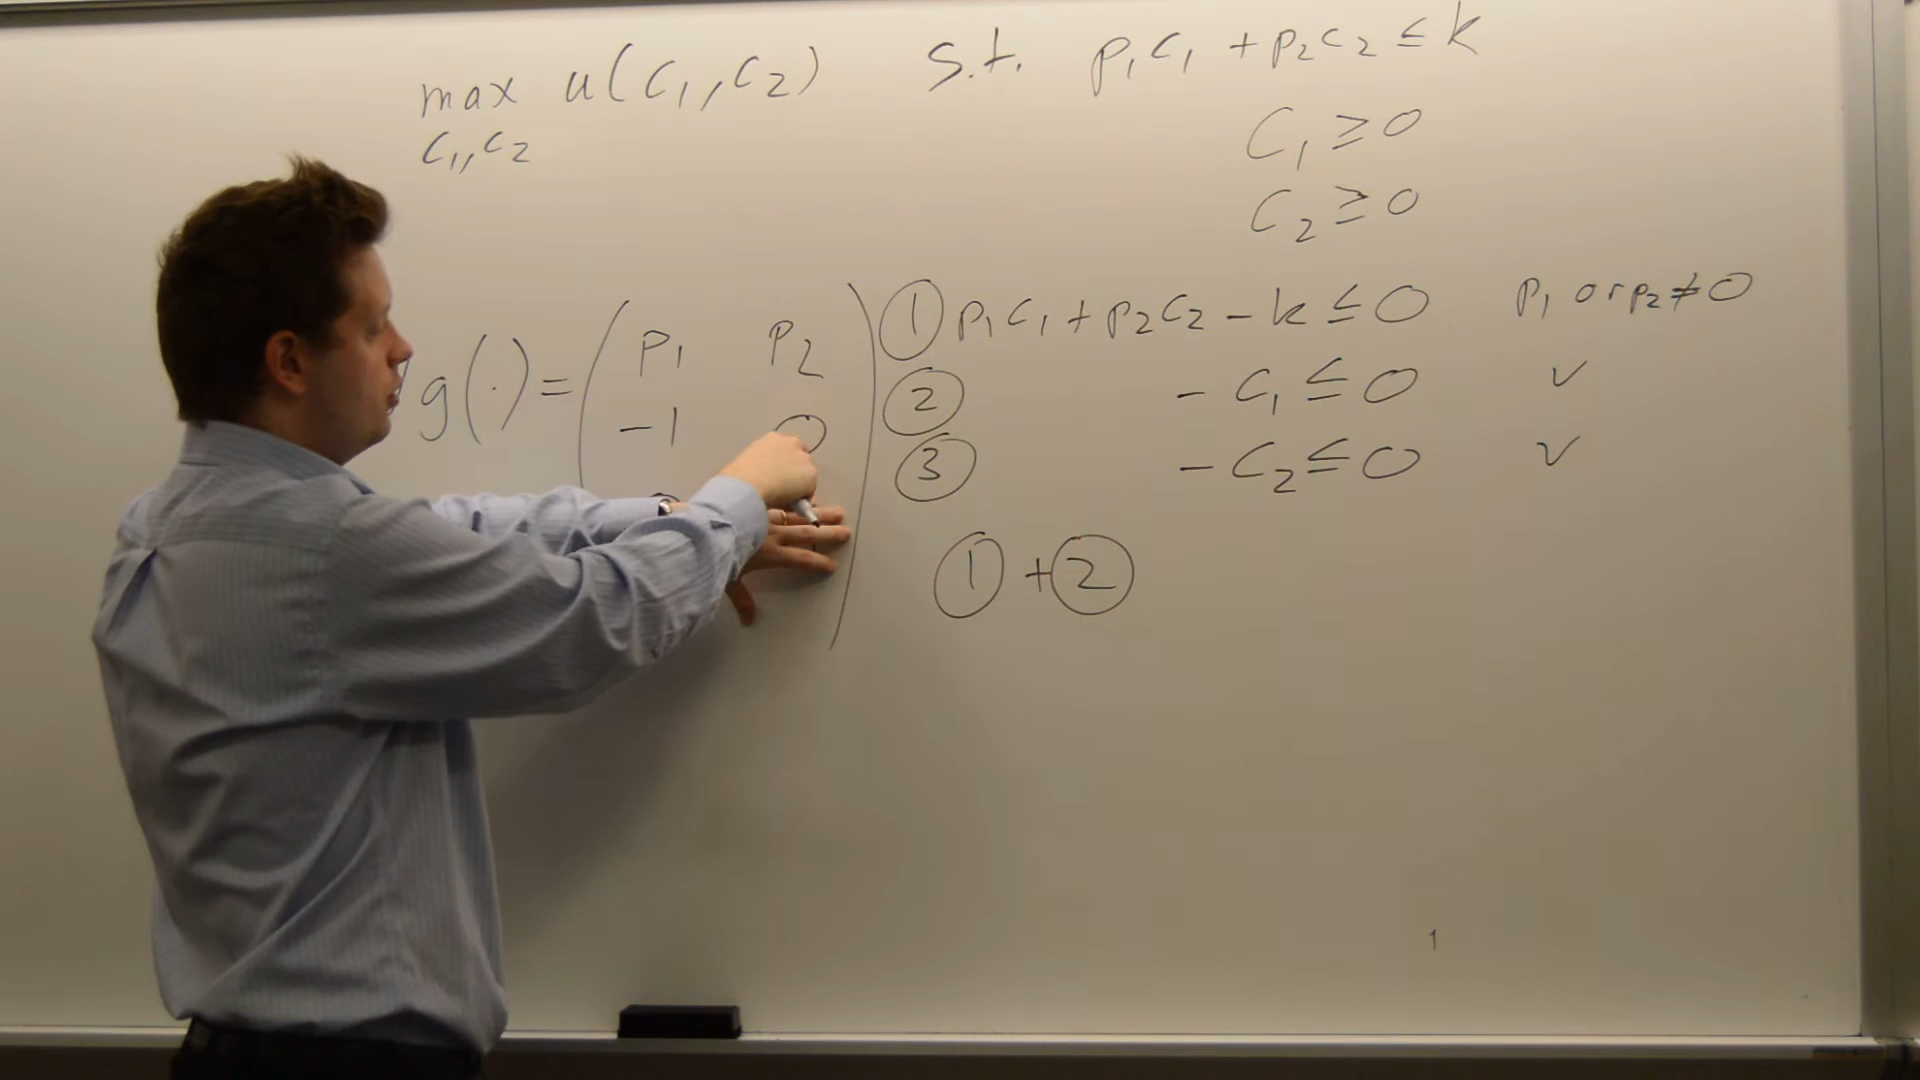 max u(c1,c2) s.t. p1c1 + p2c2 ≤ k
c1,c2
c1 ≥ 0
c2 ≥ 0
g(·) = ( p1 p2 ) ① p1c1 + p2c2 - k ≤ 0 p1 or p2 ≠ 0
-1 0 ② - c1 ≤ 0 ✓
③ - c2 ≤ 0 ✓
① + ②